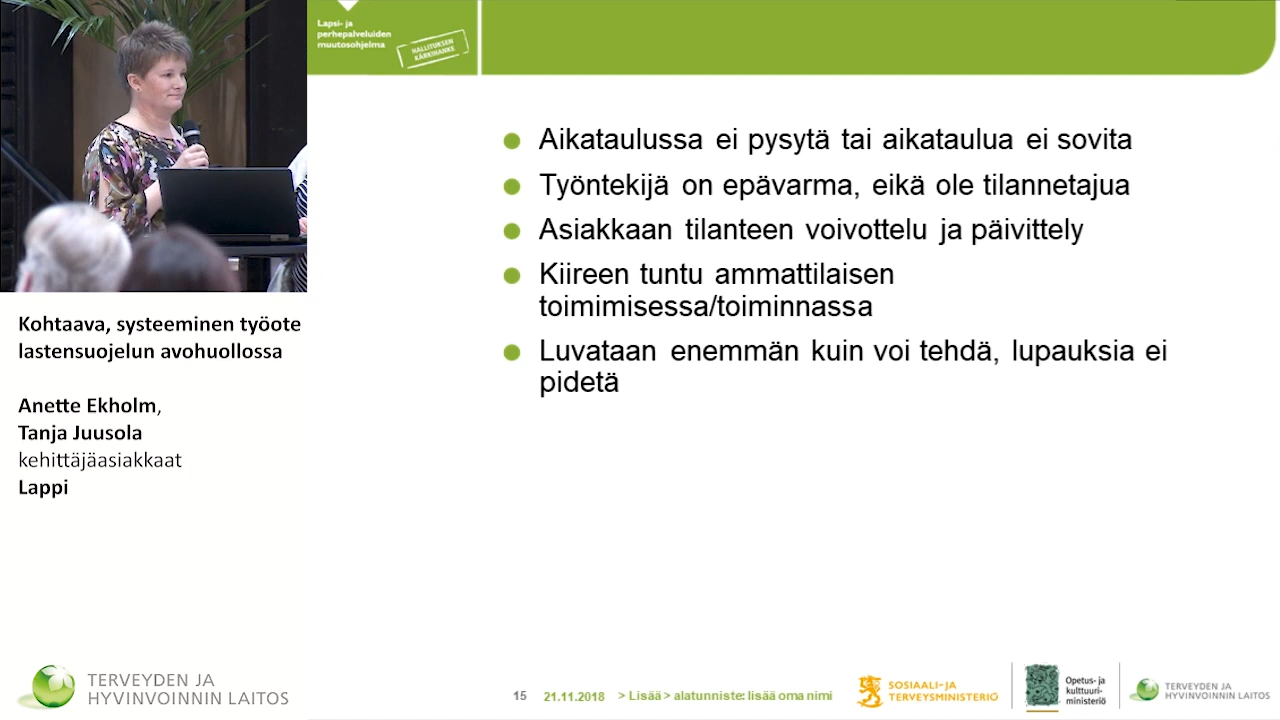 Lapsi- ja
perhepalveluiden
muutosohjelma
HALLITUKSEN
KÄRKIHANKE
Aikataulussa ei pysytä tai aikataulua ei sovita
Työntekijä on epävarma, eikä ole tilannetajua
Asiakkaan tilanteen voivottelu ja päivittely
Kiireen tuntu ammattilaisen
toimimisessa/toiminnassa
Luvataan enemmän kuin voi tehdä, lupauksia ei
pidetä
Kohtaava, systeeminen työote
lastensuojelun avohuollossa
Anette Ekholm,
Tanja Juusola
kehittäjäasiakkaat
Lappi
TERVEYDEN JA
HYVINVOINNIN LAITOS
15 21.11.2018 > Lisää > alatunniste: lisää oma nimi
SOSIAALI- JA
TERVEYSMINISTERIÖ
Opetus- ja
kulttuuri-
ministeriö
TERVEYDEN JA
HYVINVOINNIN LAITOS